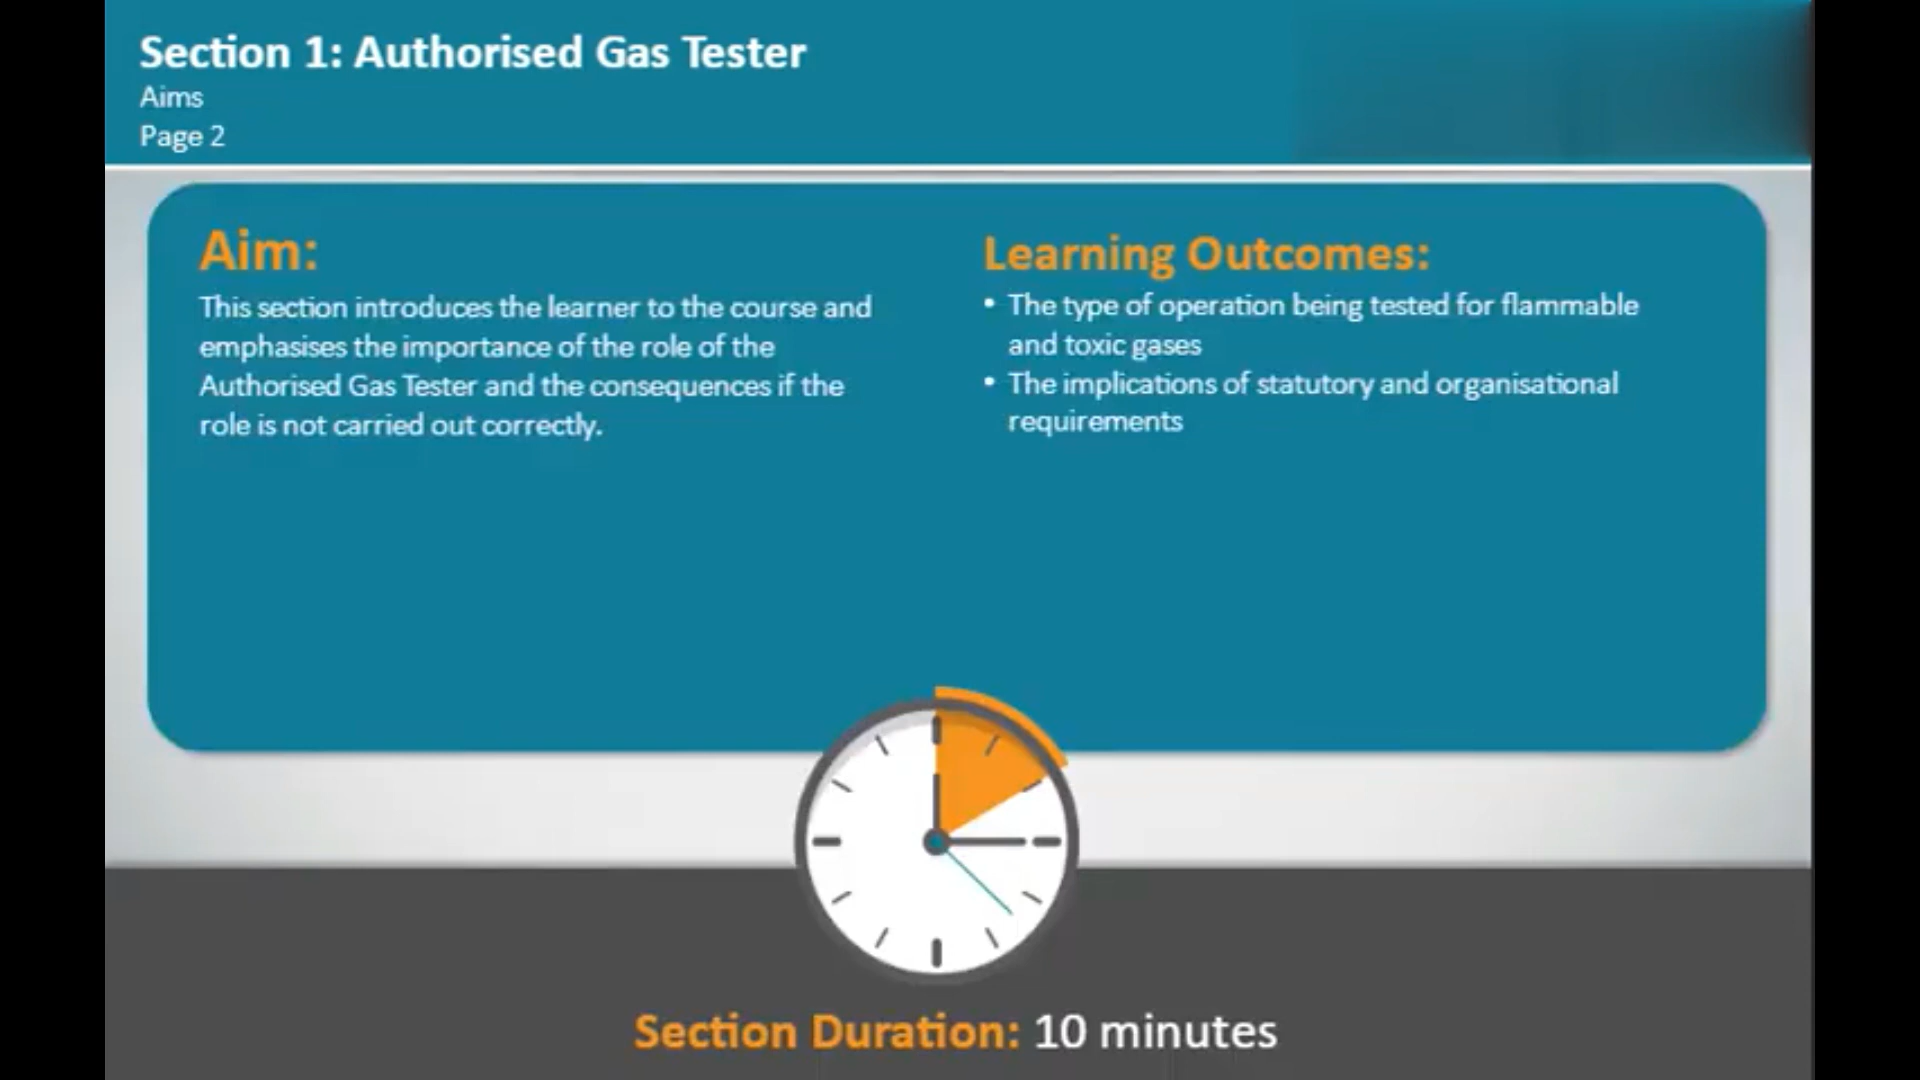 Section 1: Authorised Gas Tester
Aims
Page 2
Aim:
This section introduces the learner to the course and
emphasises the importance of the role of the
Authorised Gas Tester and the consequences if the
role is not carried out correctly.
Learning Outcomes:
• The type of operation being tested for flammable
and toxic gases
• The implications of statutory and organisational
requirements
Section Duration: 10 minutes